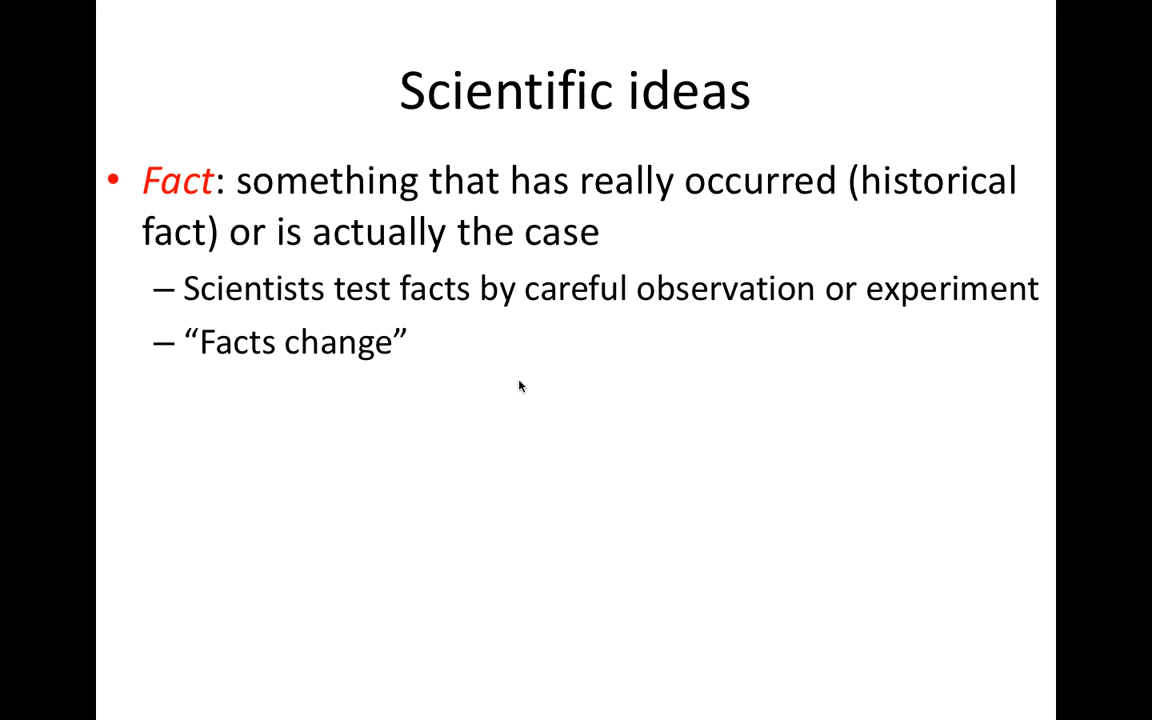 Scientific ideas
• Fact: something that has really occurred (historical
fact) or is actually the case
– Scientists test facts by careful observation or experiment
– “Facts change”